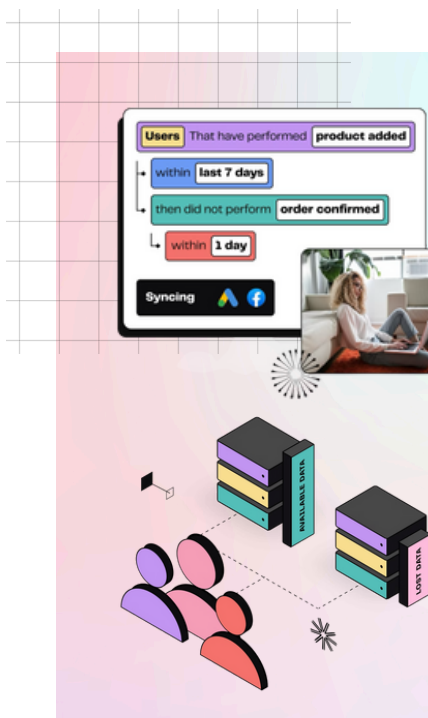 Users That have performed product added
within last 7 days
then did not perform order confirmed
within 1 day
Syncing
AVAILABLE DATA
LOST DATA